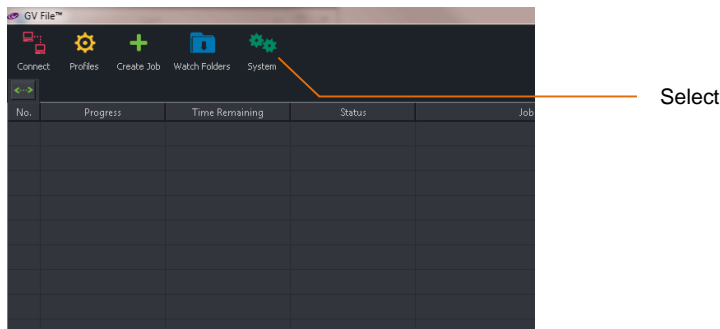 GV File™
Connect Profiles Create Job Watch Folders System
Select
<··>
No. Progress Time Remaining Status Job